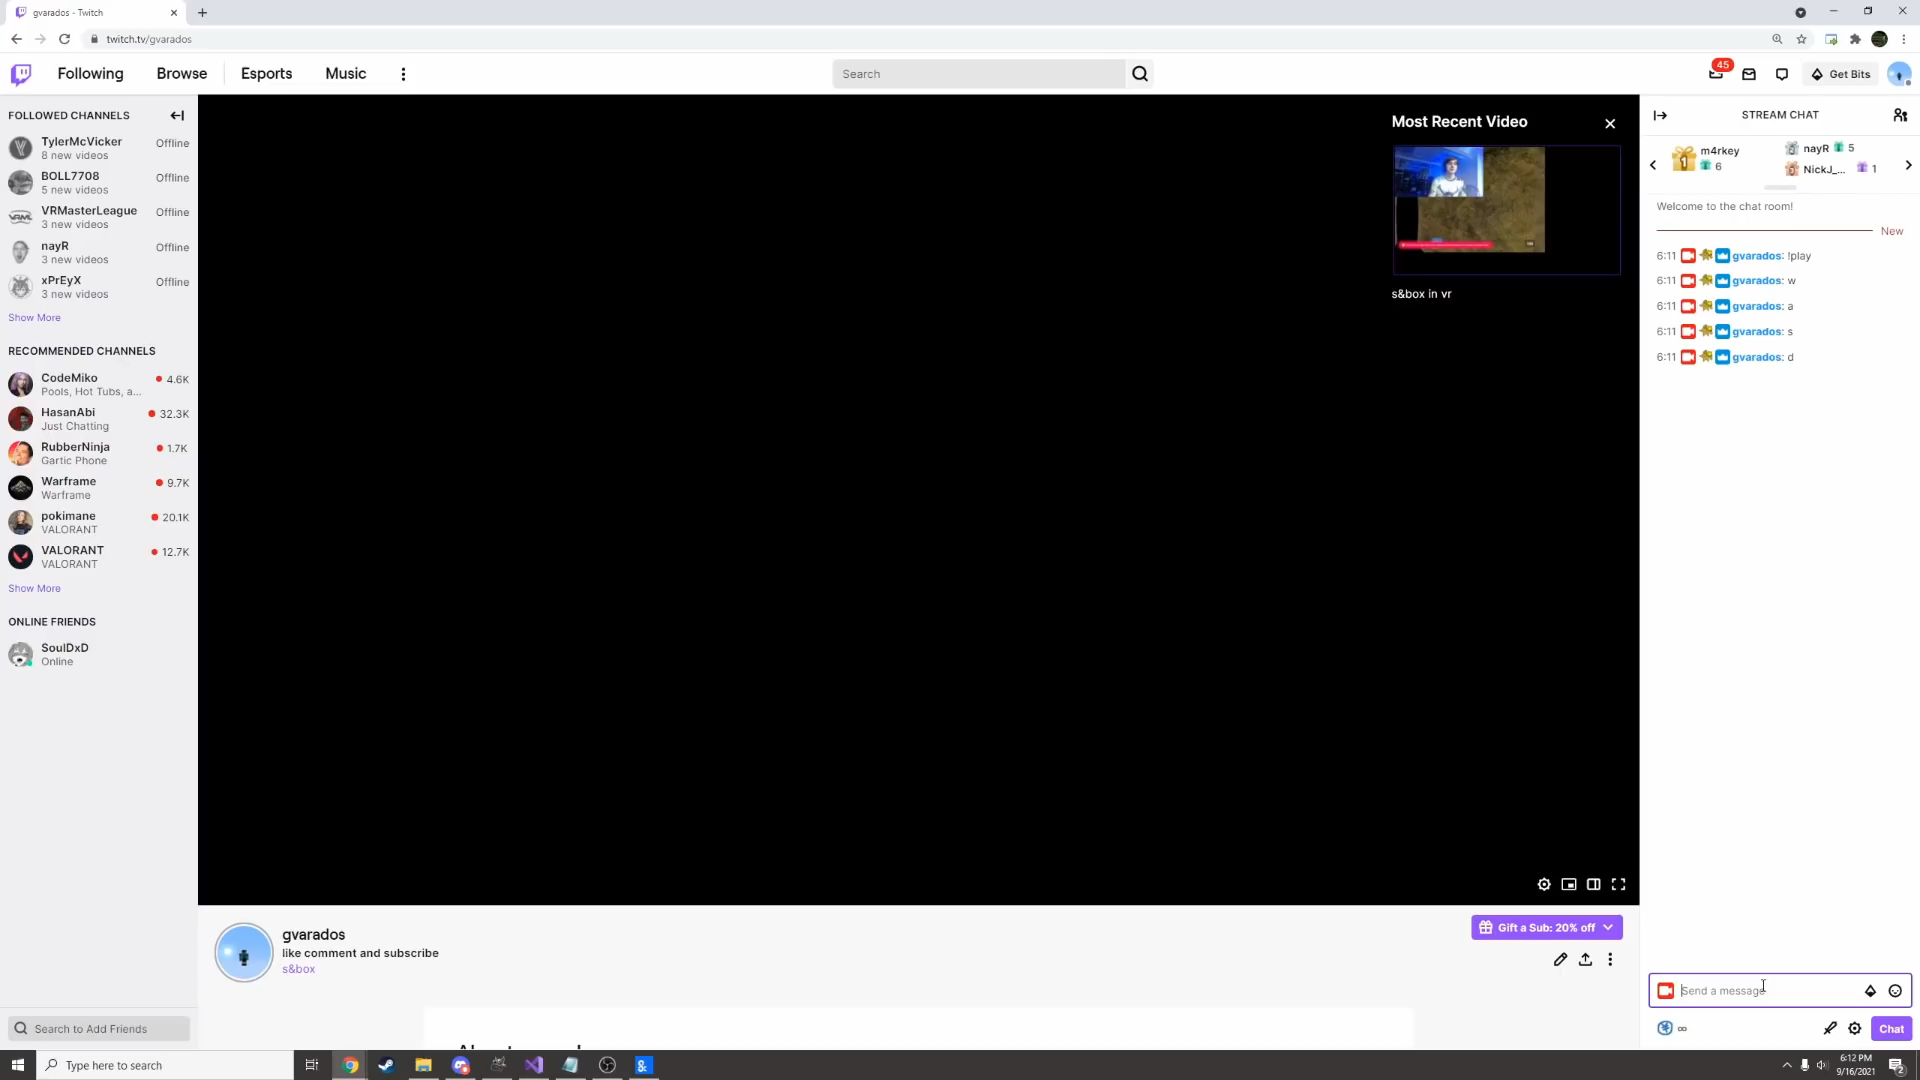 gvarados - Twitch
twitch.tv/gvarados
Following
Browse
Esports
Music
Search
45
Get Bits
FOLLOWED CHANNELS
TylerMcVicker
Offline
8 new videos
BOLL7708
Offline
5 new videos
VRMasterLeague
Offline
3 new videos
nayR
Offline
3 new videos
xPrEyX
Offline
3 new videos
Show More
RECOMMENDED CHANNELS
CodeMiko
4.6K
Pools, Hot Tubs, a...
HasanAbi
32.3K
Just Chatting
RubberNinja
1.7K
Gartic Phone
Warframe
9.7K
Warframe
pokimane
20.1K
VALORANT
VALORANT
12.7K
VALORANT
Show More
ONLINE FRIENDS
SoulDxD
Online
Search to Add Friends
Most Recent Video
s&box in vr
gvarados
like comment and subscribe
s&box
Gift a Sub: 20% off
STREAM CHAT
1
m4rkey
6
nayR 5
NickJ_... 1
Welcome to the chat room!
New
6:11 gvarados: !play
6:11 gvarados: w
6:11 gvarados: a
6:11 gvarados: s
6:11 gvarados: d
Send a message
∞
Chat
Type here to search
&
6:12 PM
9/16/2021
2